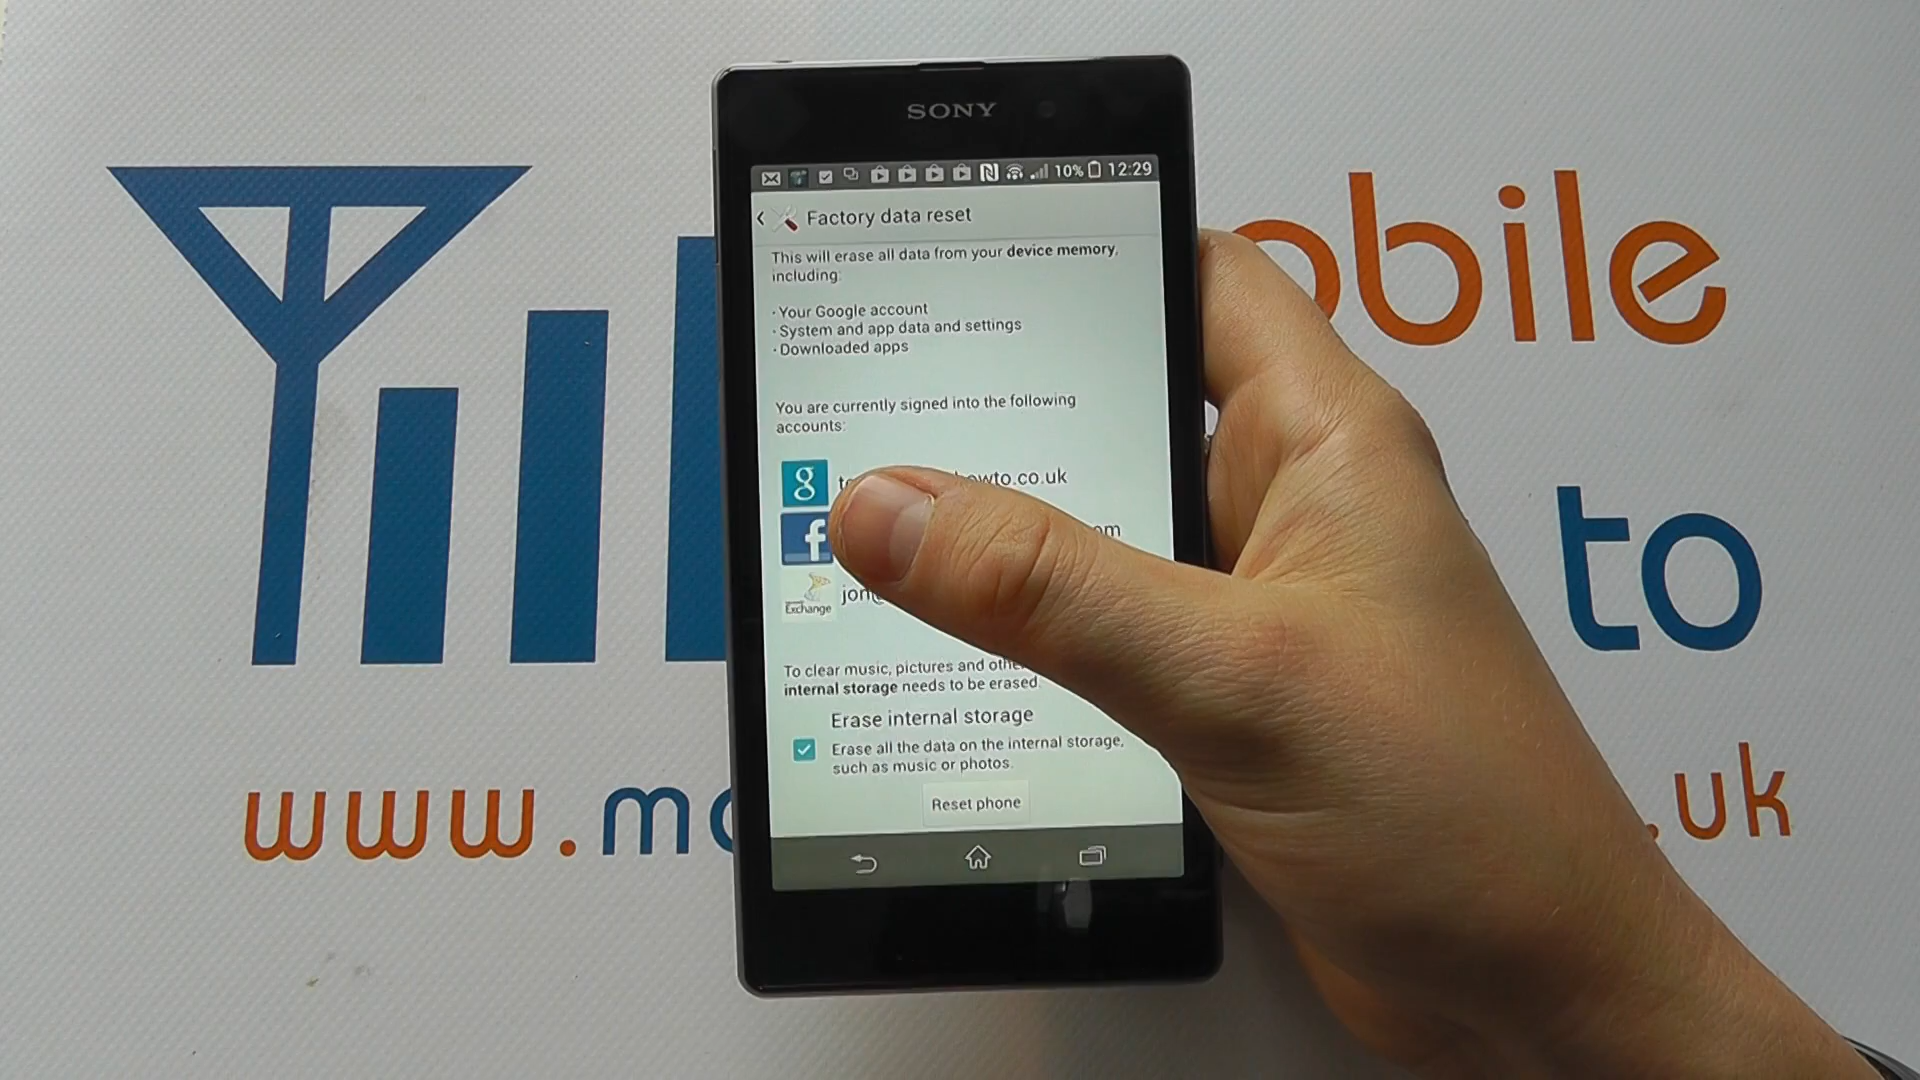 SONY
10% 12:29
Factory data reset
This will erase all data from your device memory,
including:
· Your Google account
· System and app data and settings
· Downloaded apps
You are currently signed into the following
accounts:
g
wto.co.uk
f
om
Exchange jon@
To clear music, pictures and
internal storage needs to be erased.
Erase internal storage
Erase all the data on the internal storage,
such as music or photos.
Reset phone
obile
to
www.mo
.uk